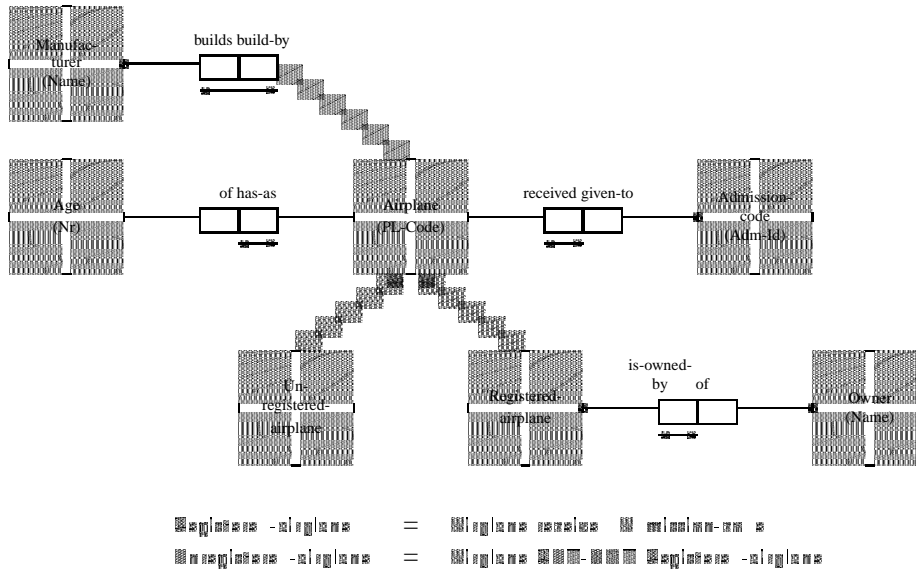 builds build-by
Manufac-
turer
(Name)
of has-as
received given-to
Age
(Nr)
Airplane
(PL-Code)
Admission-
code
(Adm-Id)
is-owned-
by of
Un-
registered-
airplane
Registered-
airplane
Owner
(Name)
=
=